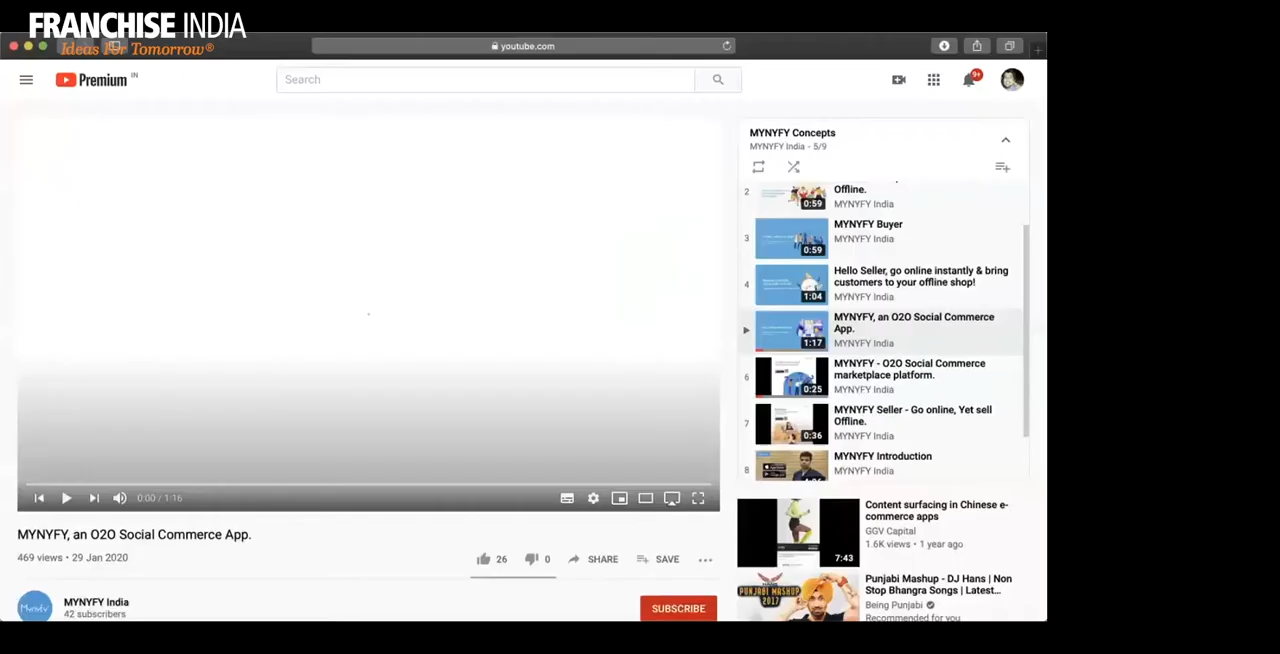 FRANCHISE INDIA
Ideas For Tomorrow®
youtube.com
Premium IN
Search
9+
MYNYFY Concepts
MYNYFY India - 5/9
2
0:59
Offline.
MYNYFY India
3
0:59
MYNYFY Buyer
MYNYFY India
4
1:04
Hello Seller, go online instantly & bring
customers to your offline shop!
MYNYFY India
1:17
MYNYFY, an O2O Social Commerce
App.
MYNYFY India
6
0:25
MYNYFY - O2O Social Commerce
marketplace platform.
MYNYFY India
7
0:36
MYNYFY Seller - Go online, Yet sell
Offline.
MYNYFY India
8
MYNYFY Introduction
MYNYFY India
0:00 / 1:16
MYNYFY, an O2O Social Commerce App.
469 views • 29 Jan 2020
26
0
SHARE
SAVE
Mynyfy
MYNYFY India
42 subscribers
SUBSCRIBE
7:43
Content surfacing in Chinese e-
commerce apps
GGV Capital
1.6K views • 1 year ago
PUNJABI MASHUP
2017
Punjabi Mashup - DJ Hans | Non
Stop Bhangra Songs | Latest...
Being Punjabi
Recommended for you